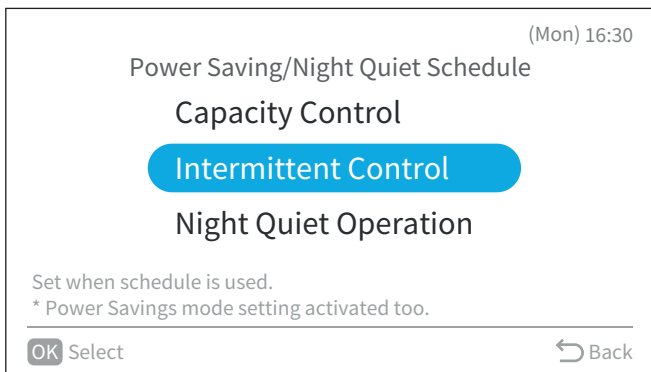 (Mon) 16:30
Power Saving/Night Quiet Schedule
Capacity Control
Intermittent Control
Night Quiet Operation
Set when schedule is used.
* Power Savings mode setting activated too.
OK Select Back